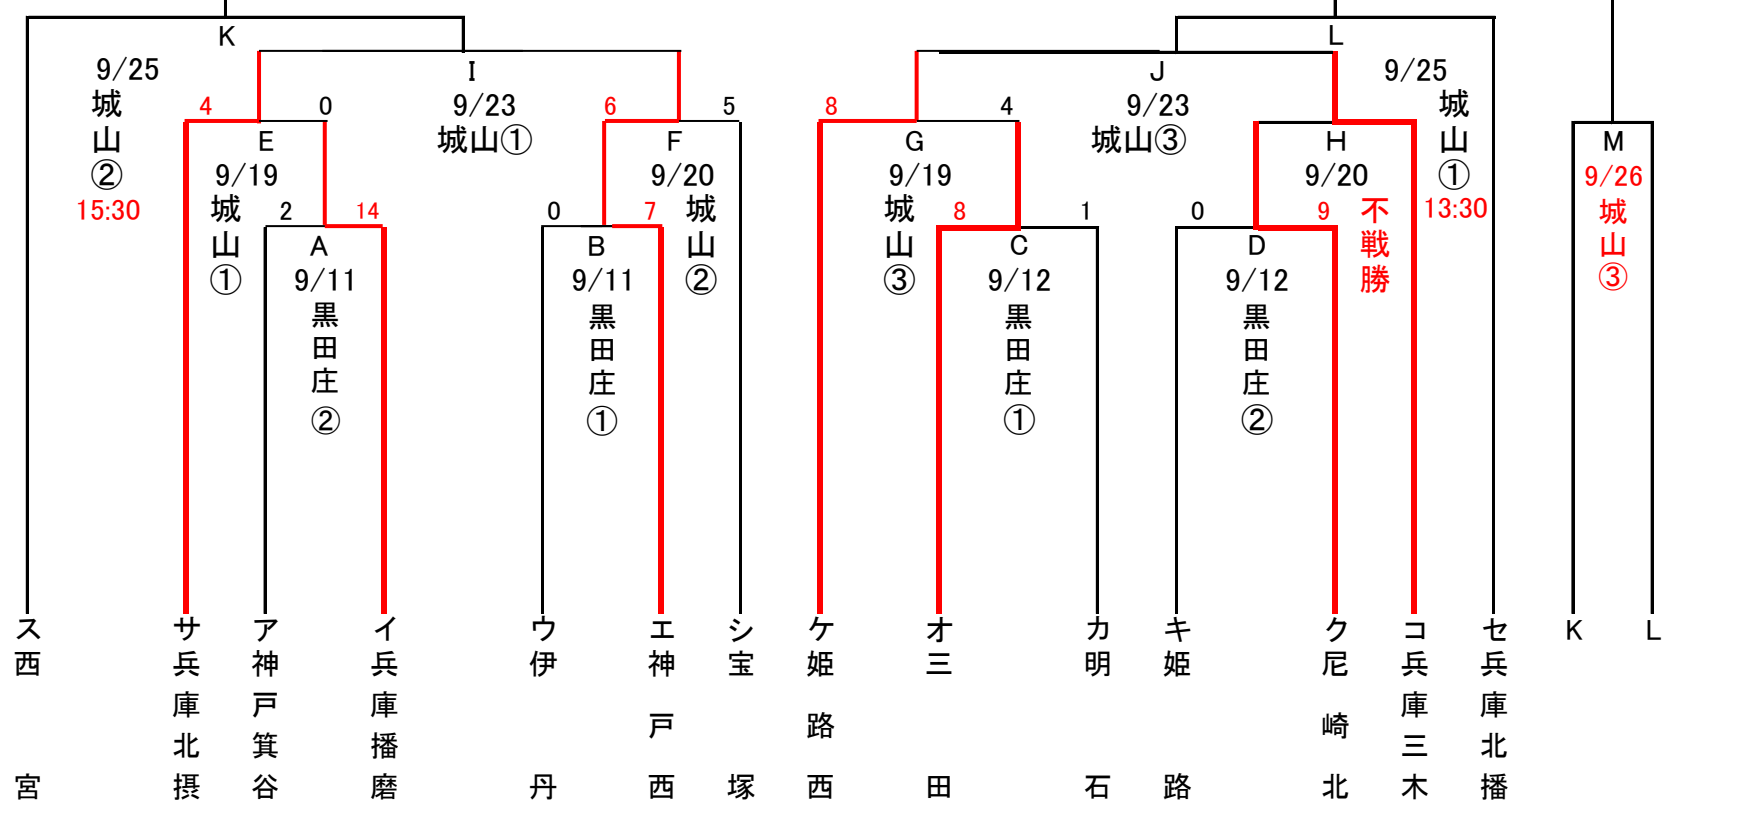 K
L
9/25
城山②
15:30
I
9/23
城山①
J
9/23
城山③
9/25
城山①
13:30
4 0
E
9/19
城山①
6 5
F
9/20
城山②
8 4
G
9/19
城山③
H
9/20
不戦勝
M
9/26
城山③
2 14
A
9/11
黒田庄②
0 7
B
9/11
黒田庄①
8 1
C
9/12
黒田庄①
0 9
D
9/12
黒田庄②
ス西宮
サ兵庫北摂
ア神戸箕谷
イ兵庫播磨
ウ伊丹
エ神戸西
シ宝塚
ケ姫路西
オ三田
カ明石
キ姫路
ク尼崎北
コ兵庫三木
セ兵庫北播
K
L